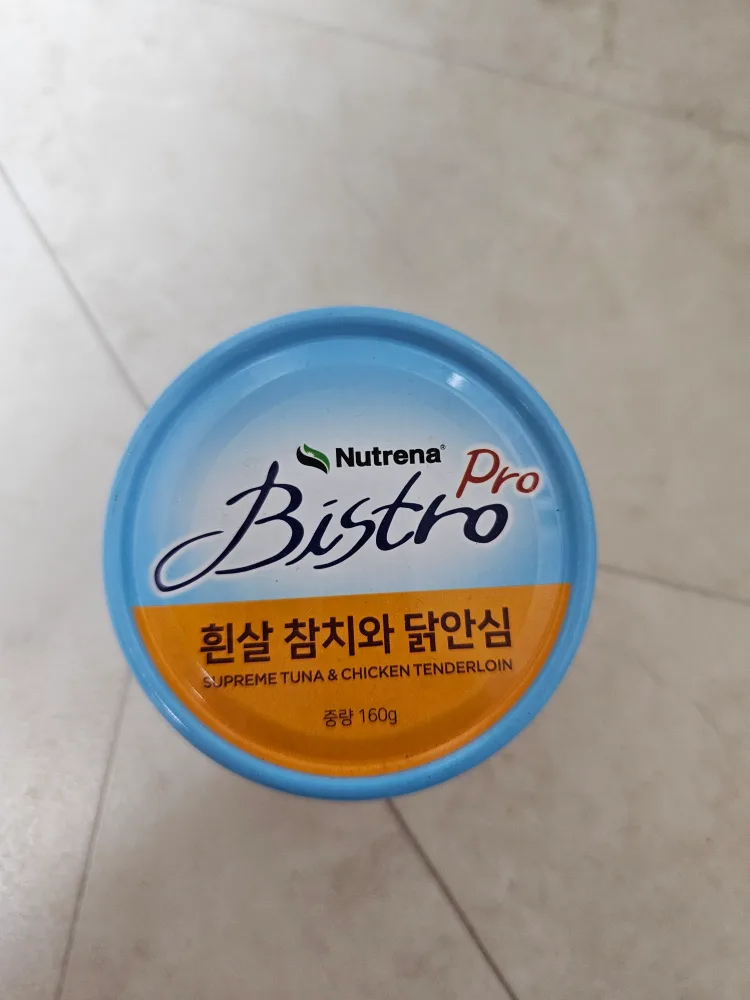 Nutrena®
Bistro Pro
흰살 참치와 닭안심
SUPREME TUNA & CHICKEN TENDERLOIN
중량 160g